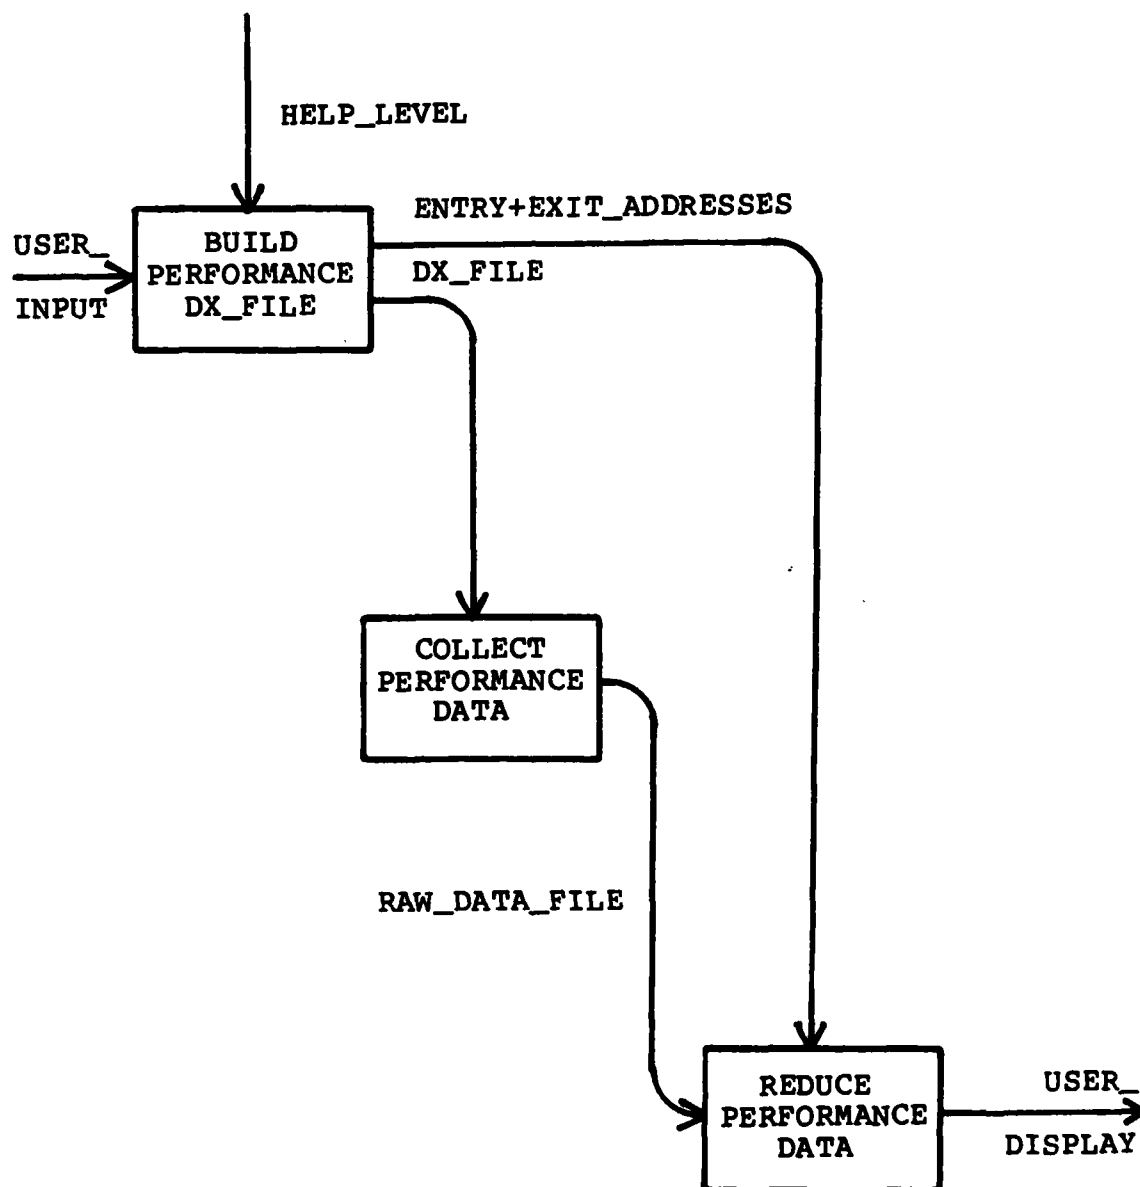 HELP_LEVEL
ENTRY+EXIT_ADDRESSES
USER_
INPUT
BUILD
PERFORMANCE
DX_FILE
DX_FILE
COLLECT
PERFORMANCE
DATA
RAW_DATA_FILE
REDUCE
PERFORMANCE
DATA
USER_
DISPLAY